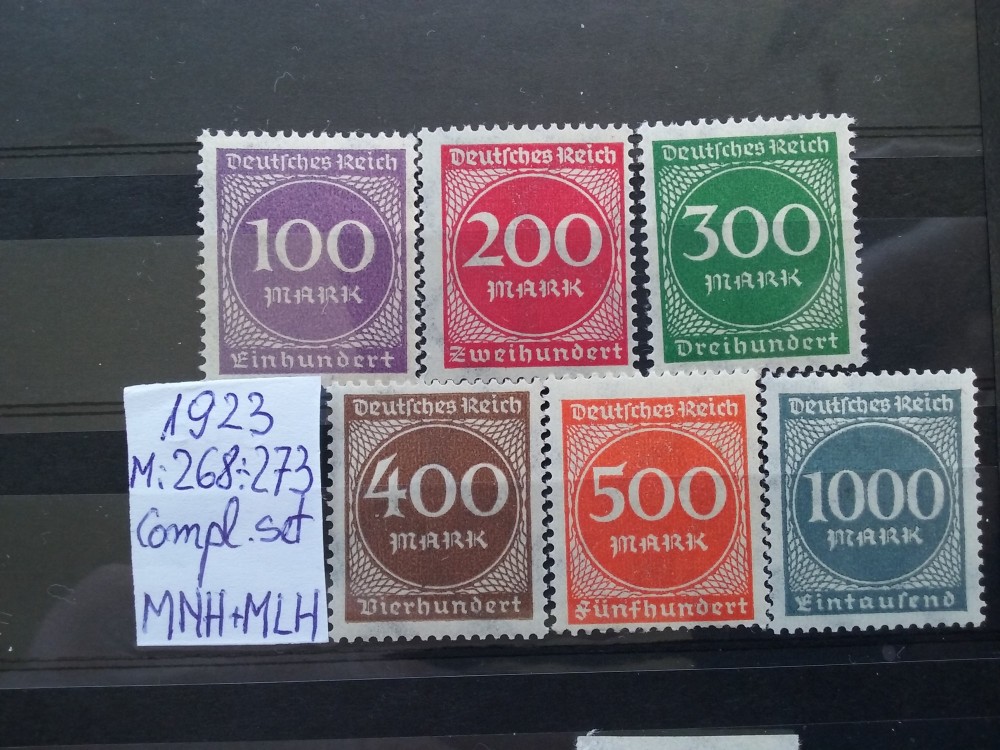 Deutsches Reich
100
MARK
Einhundert
Deutsches Reich
200
MARK
Zweihundert
Deutsches Reich
300
MARK
Dreihundert
1923
M:268÷273
Compl. set
MNH+MLH
Deutsches Reich
400
MARK
Vierhundert
Deutsches Reich
500
MARK
Fünfhundert
Deutsches Reich
1000
MARK
Eintausend